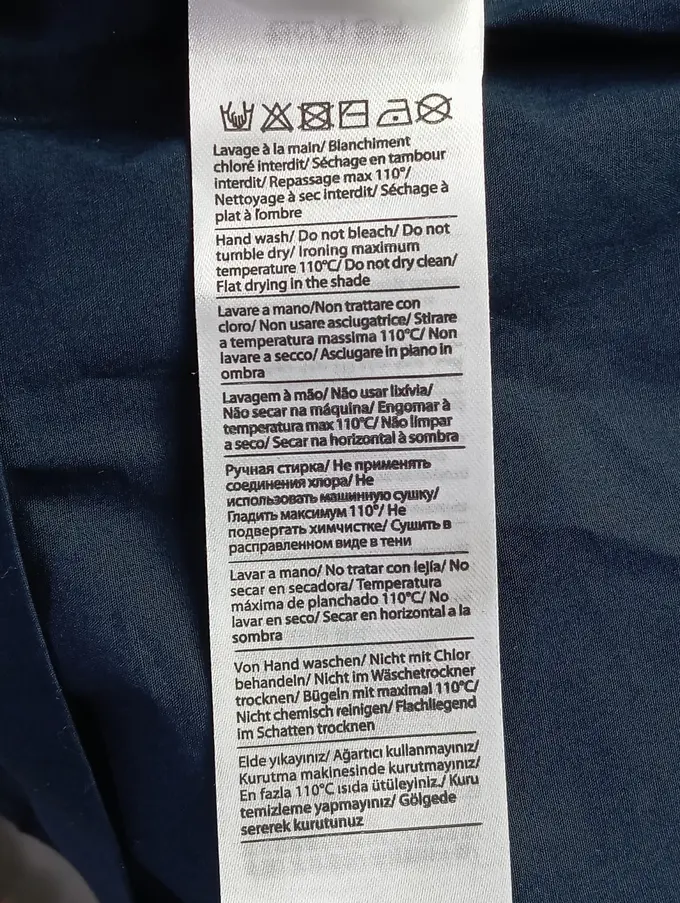 Lavage à la main/ Blanchiment
chloré interdit/ Séchage en tambour
interdit/ Repassage max 110°/
Nettoyage à sec interdit/ Séchage à
plat à l'ombre
Hand wash/ Do not bleach/ Do not
tumble dry/ Ironing maximum
temperature 110°C/ Do not dry clean/
Flat drying in the shade
Lavare a mano/Non trattare con
cloro/ Non usare asciugatrice/ Stirare
a temperatura massima 110°C/ Non
lavare a secco/ Asciugare in piano in
ombra
Lavagem à mão/ Não usar lixívia/
Não secar na máquina/ Engomar à
temperatura max 110°C/ Não limpar
a seco/ Secar na horizontal à sombra
Ручная стирка/ Не применять
соединения хлора/ Не
использовать машинную сушку/
Гладить максимум 110°/ Не
подвергать химчистке/ Сушить в
расправленном виде в тени
Lavar a mano/ No tratar con lejía/ No
secar en secadora/ Temperatura
máxima de planchado 110°C/ No
lavar en seco/ Secar en horizontal a la
sombra
Von Hand waschen/ Nicht mit Chlor
behandeln/ Nicht im Wäschetrockner
trocknen/ Bügeln mit maximal 110°C/
Nicht chemisch reinigen/ Flachliegend
im Schatten trocknen
Elde yıkayınız/ Ağartıcı kullanmayınız/
Kurutma makinesinde kurutmayınız/
En fazla 110°C ısıda ütüleyiniz./ Kuru
temizleme yapmayınız/ Gölgede
sererek kurutunuz